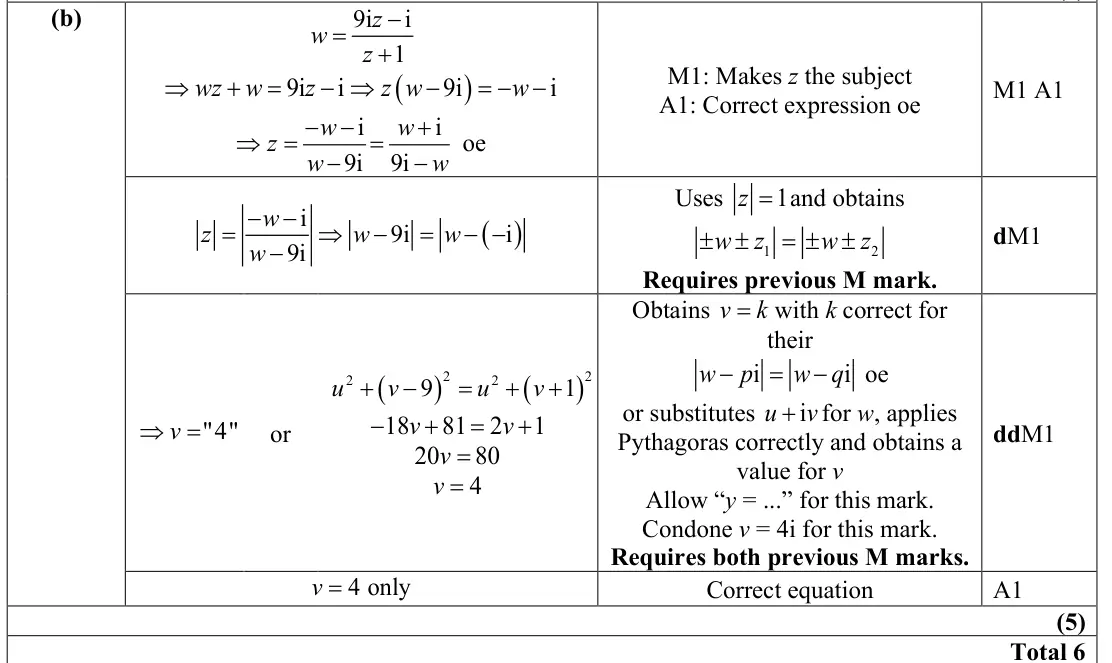 (b)
w = (9iz − i)/(z + 1)
⇒ wz + w = 9iz − i ⇒ z(w − 9i) = −w − i
⇒ z = (−w − i)/(w − 9i) = (w + i)/(9i − w) oe
M1: Makes z the subject
A1: Correct expression oe
M1 A1
|z| = |(−w − i)/(w − 9i)| ⇒ |w − 9i| = |w − (−i)|
Uses |z| = 1 and obtains
|±w ± z₁| = |±w ± z₂|
Requires previous M mark.
dM1
⇒ v = "4" or
u² + (v − 9)² = u² + (v + 1)²
−18v + 81 = 2v + 1
20v = 80
v = 4
Obtains v = k with k correct for
their
|w − pi| = |w − qi| oe
or substitutes u + iv for w, applies
Pythagoras correctly and obtains a
value for v
Allow “y = ...” for this mark.
Condone v = 4i for this mark.
Requires both previous M marks.
ddM1
v = 4 only
Correct equation
A1
(5)
Total 6